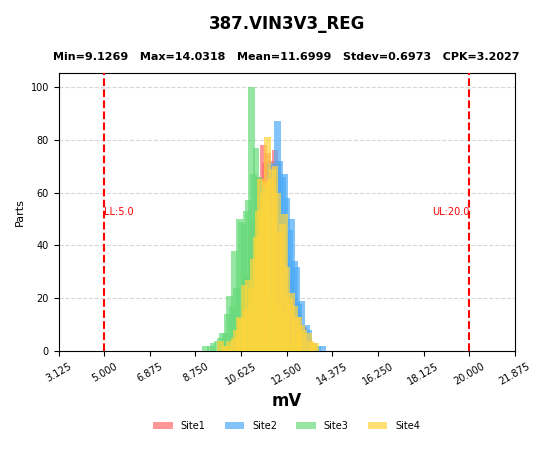 387.VIN3V3_REG
Min=9.1269 Max=14.0318 Mean=11.6999 Stdev=0.6973 CPK=3.2027
100
80
60
40
20
0
Parts
LL:5.0
UL:20.0
3.125
5.000
6.875
8.750
10.625
12.500
14.375
16.250
18.125
20.000
21.875
mV
Site1 Site2 Site3 Site4